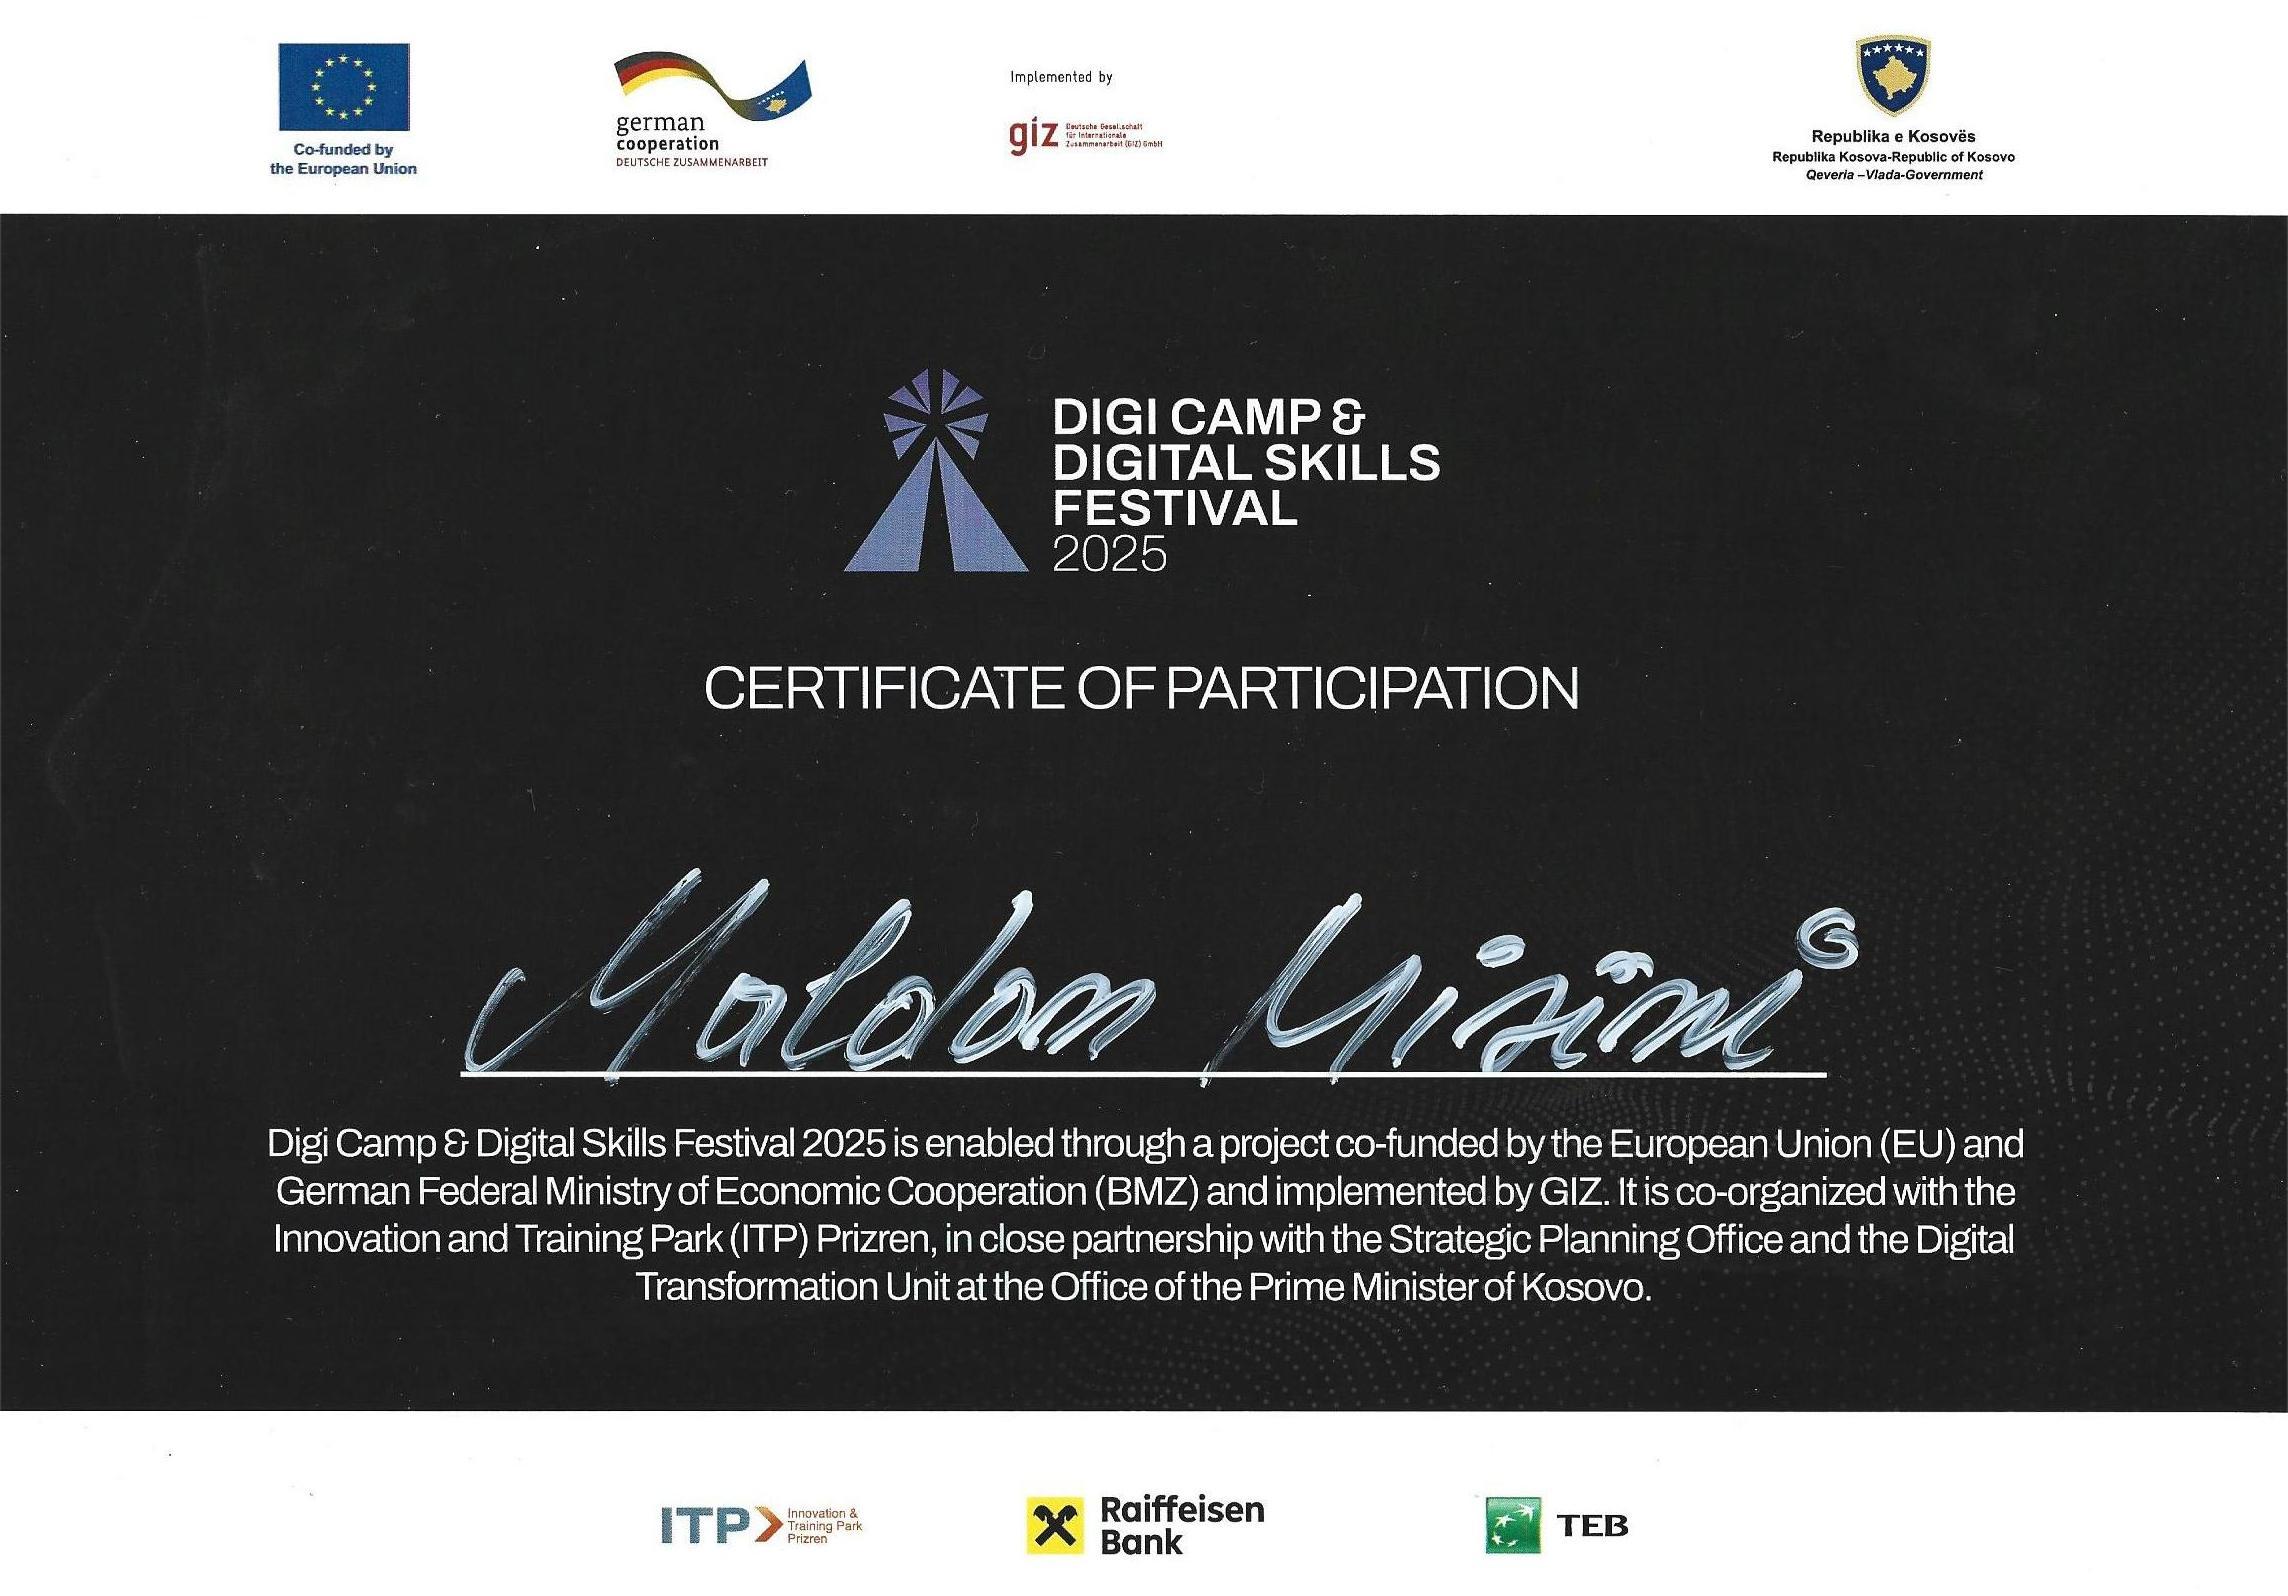 Co-funded by
the European Union
german
cooperation
DEUTSCHE ZUSAMMENARBEIT
Implemented by
giz Deutsche Gesellschaft
für Internationale
Zusammenarbeit (GIZ) GmbH
Republika e Kosovës
Republika Kosova-Republic of Kosovo
Qeveria –Vlada-Government
DIGI CAMP &
DIGITAL SKILLS
FESTIVAL
2025
CERTIFICATE OF PARTICIPATION
Misini
Digi Camp & Digital Skills Festival 2025 is enabled through a project co-funded by the European Union (EU) and
German Federal Ministry of Economic Cooperation (BMZ) and implemented by GIZ. It is co-organized with the
Innovation and Training Park (ITP) Prizren, in close partnership with the Strategic Planning Office and the Digital
Transformation Unit at the Office of the Prime Minister of Kosovo.
ITP Innovation &
Training Park
Prizren
Raiffeisen
Bank
TEB